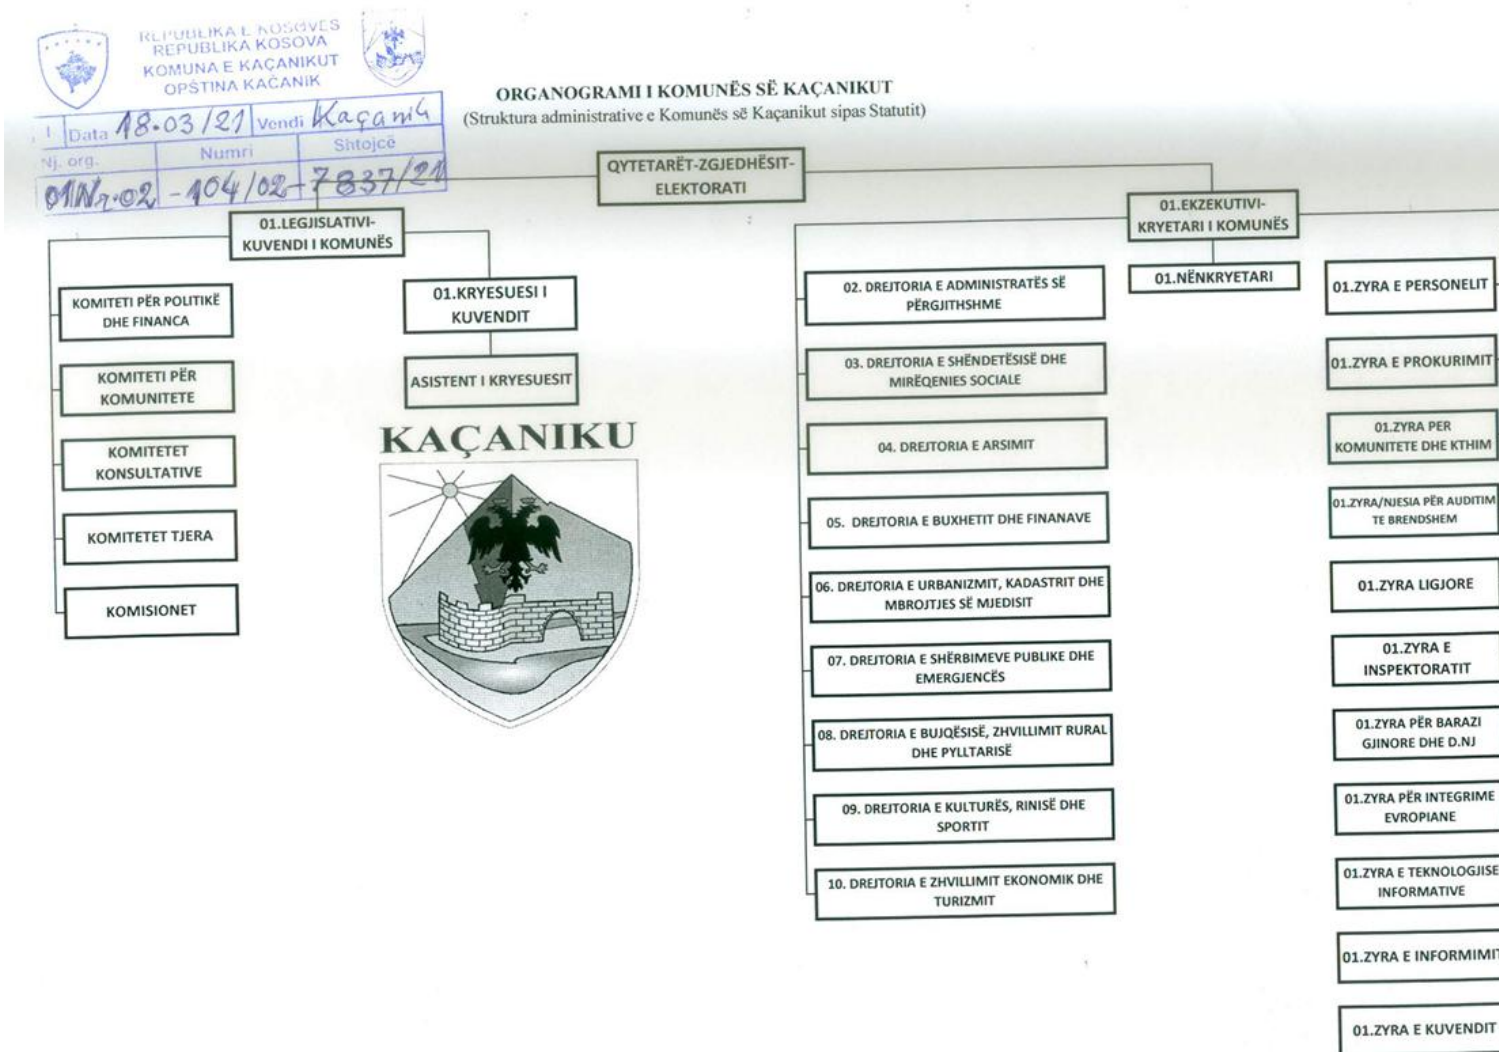 REPUBLIKA E KOSOVËS
REPUBLIKA KOSOVA
KOMUNA E KAÇANIKUT
OPŠTINA KAČANIK
Data 18.03/21 Vendi Kaçanik
Nj. org. Numri Shtojcë
01Nr.02 - 104/02 - 7837/21
ORGANOGRAMI I KOMUNËS SË KAÇANIKUT
(Struktura administrative e Komunës së Kaçanikut sipas Statutit)
QYTETARËT-ZGJEDHËSIT-
ELEKTORATI
01.LEGJISLATIVI-
KUVENDI I KOMUNËS
KOMITETI PËR POLITIKË
DHE FINANCA
KOMITETI PËR
KOMUNITETE
KOMITETET
KONSULTATIVE
KOMITETET TJERA
KOMISIONET
01.KRYESUESI I
KUVENDIT
ASISTENT I KRYESUESIT
KAÇANIKU
01.EKZEKUTIVI-
KRYETARI I KOMUNËS
01.NËNKRYETARI
02. DREJTORIA E ADMINISTRATËS SË
PËRGJITHSHME
03. DREJTORIA E SHËNDETËSISË DHE
MIRËQENIES SOCIALE
04. DREJTORIA E ARSIMIT
05. DREJTORIA E BUXHETIT DHE FINANAVE
06. DREJTORIA E URBANIZMIT, KADASTRIT DHE
MBROJTJES SË MJEDISIT
07. DREJTORIA E SHËRBIMEVE PUBLIKE DHE
EMERGJENCËS
08. DREJTORIA E BUJQËSISË, ZHVILLIMIT RURAL
DHE PYLLTARISË
09. DREJTORIA E KULTURËS, RINISË DHE
SPORTIT
10. DREJTORIA E ZHVILLIMIT EKONOMIK DHE
TURIZMIT
01.ZYRA E PERSONELIT
01.ZYRA E PROKURIMIT
01.ZYRA PER
KOMUNITETE DHE KTHIM
01.ZYRA/NJESIA PËR AUDITIM
TE BRENDSHEM
01.ZYRA LIGJORE
01.ZYRA E
INSPEKTORATIT
01.ZYRA PËR BARAZI
GJINORE DHE D.NJ
01.ZYRA PËR INTEGRIME
EVROPIANE
01.ZYRA E TEKNOLOGJISE
INFORMATIVE
01.ZYRA E INFORMIMIT
01.ZYRA E KUVENDIT